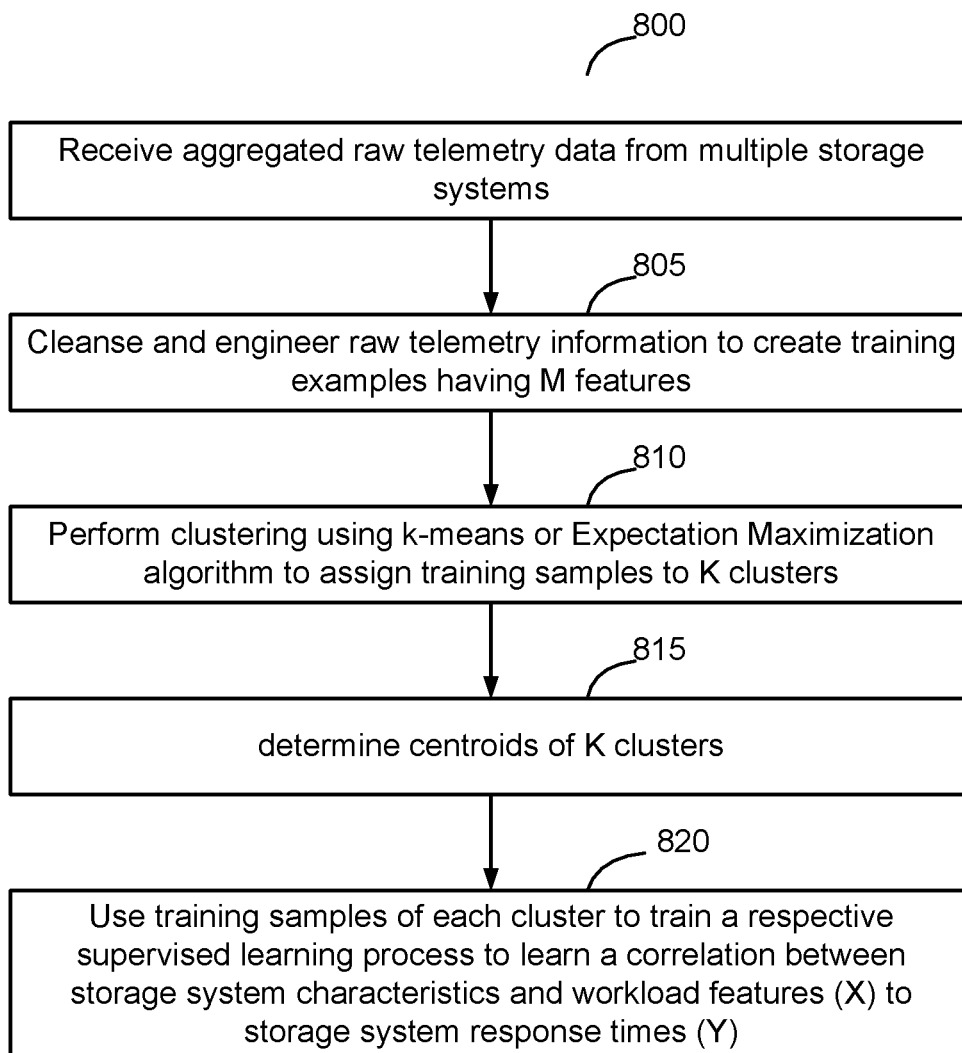 800
Receive aggregated raw telemetry data from multiple storage
systems
805
Cleanse and engineer raw telemetry information to create training
examples having M features
810
Perform clustering using k-means or Expectation Maximization
algorithm to assign training samples to K clusters
815
determine centroids of K clusters
820
Use training samples of each cluster to train a respective
supervised learning process to learn a correlation between
storage system characteristics and workload features (X) to
storage system response times (Y)